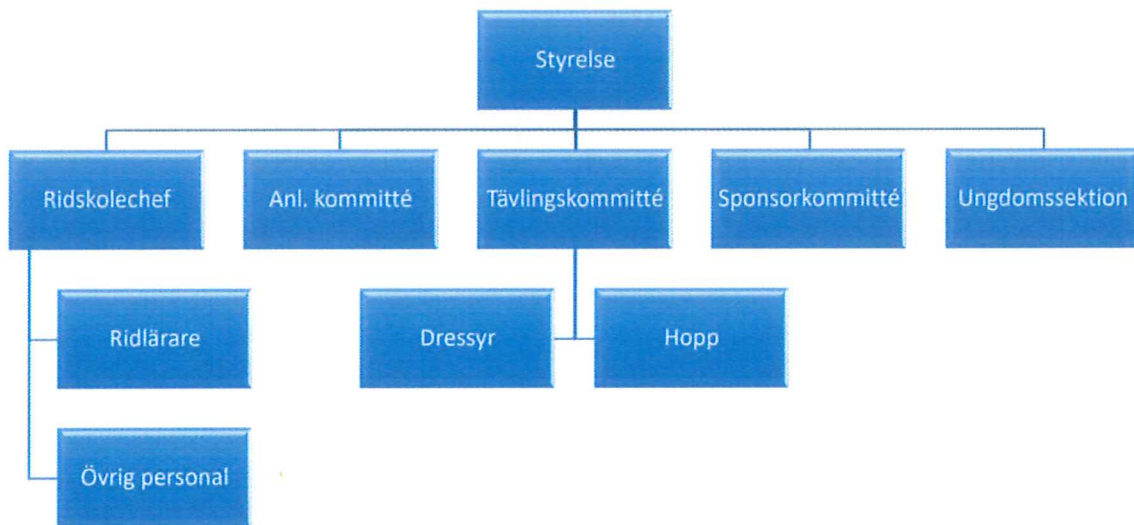 Styrelse
Ridskolechef
Anl. kommitté
Tävlingskommitté
Sponsorkommitté
Ungdomssektion
Ridlärare
Dressyr
Hopp
Övrig personal